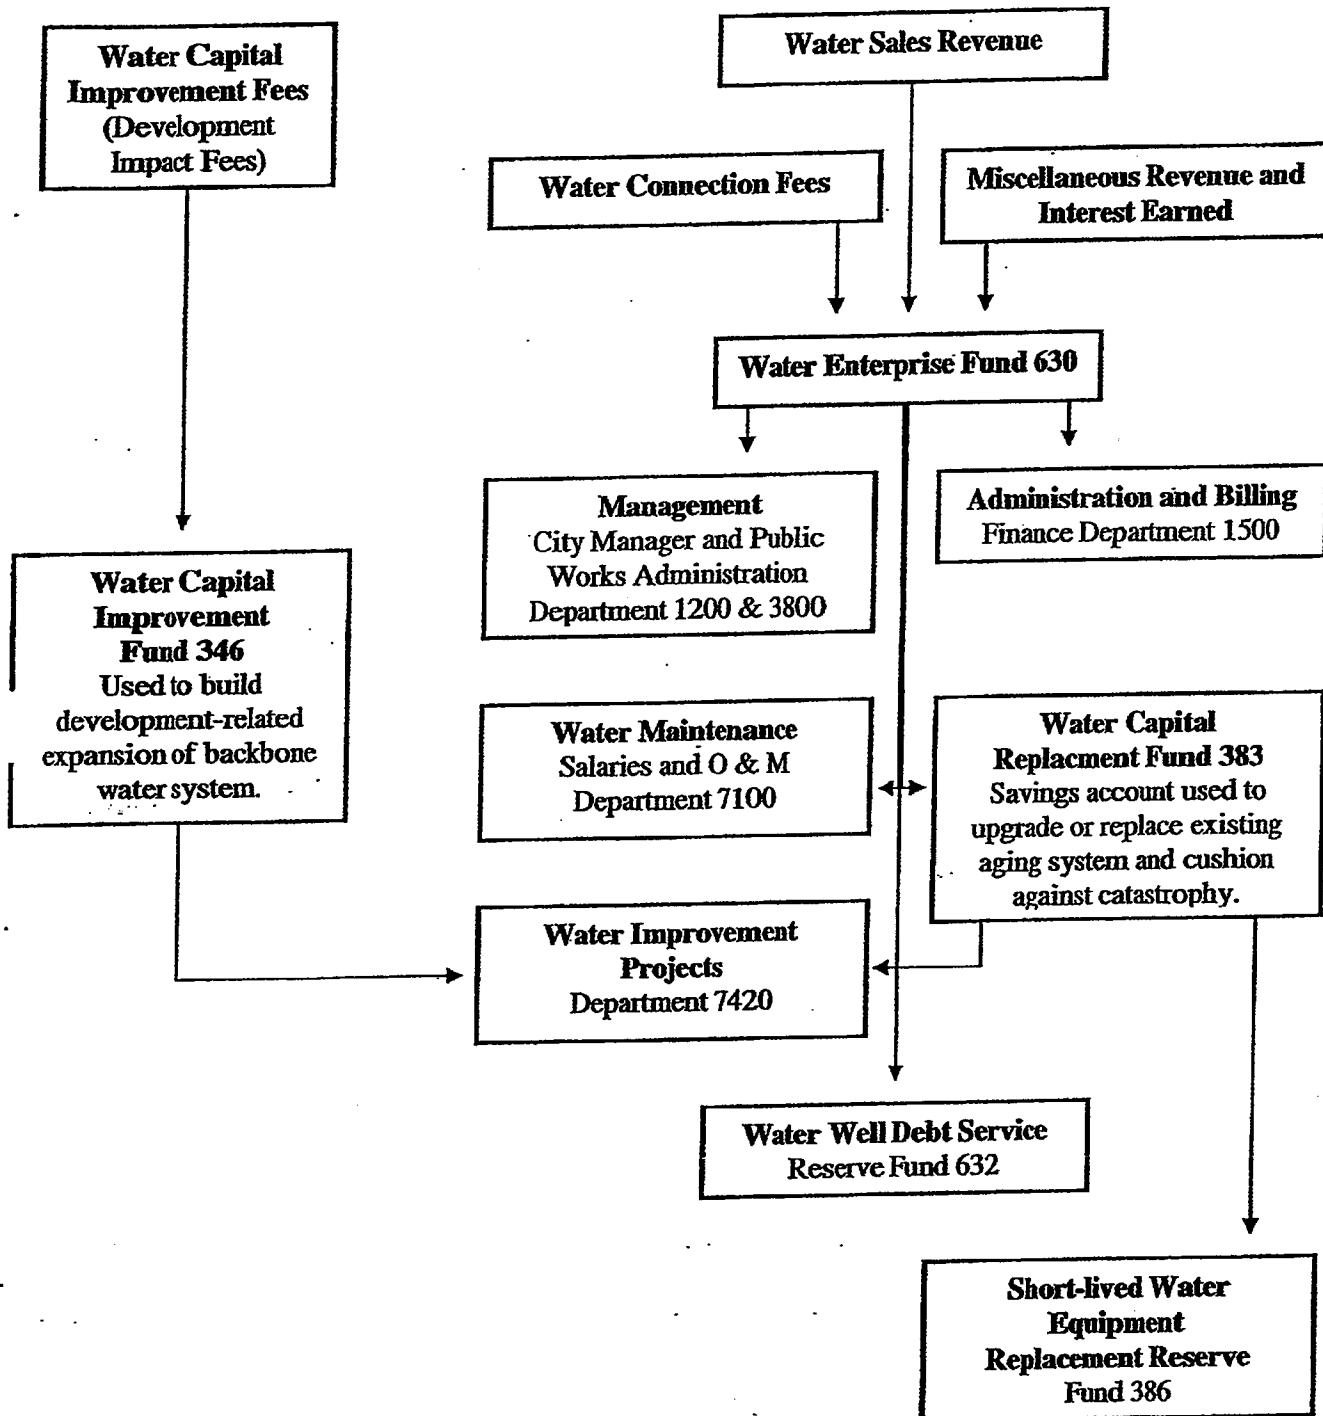 Water Capital
Improvement Fees
(Development
Impact Fees)
Water Sales Revenue
Water Connection Fees
Miscellaneous Revenue and
Interest Earned
Water Enterprise Fund 630
Management
City Manager and Public
Works Administration
Department 1200 & 3800
Administration and Billing
Finance Department 1500
Water Capital
Improvement
Fund 346
Used to build
development-related
expansion of backbone
water system.
Water Maintenance
Salaries and O & M
Department 7100
Water Capital
Replacment Fund 383
Savings account used to
upgrade or replace existing
aging system and cushion
against catastrophy.
Water Improvement
Projects
Department 7420
Water Well Debt Service
Reserve Fund 632
Short-lived Water
Equipment
Replacement Reserve
Fund 386